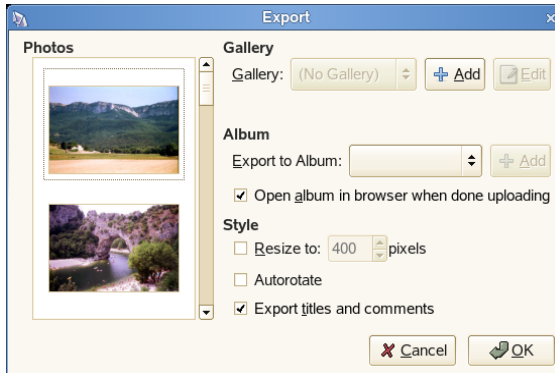 Export
Photos
Gallery
Gallery: (No Gallery) Add Edit
Album
Export to Album: Add
Open album in browser when done uploading
Style
Resize to: 400 pixels
Autorotate
Export titles and comments
Cancel OK